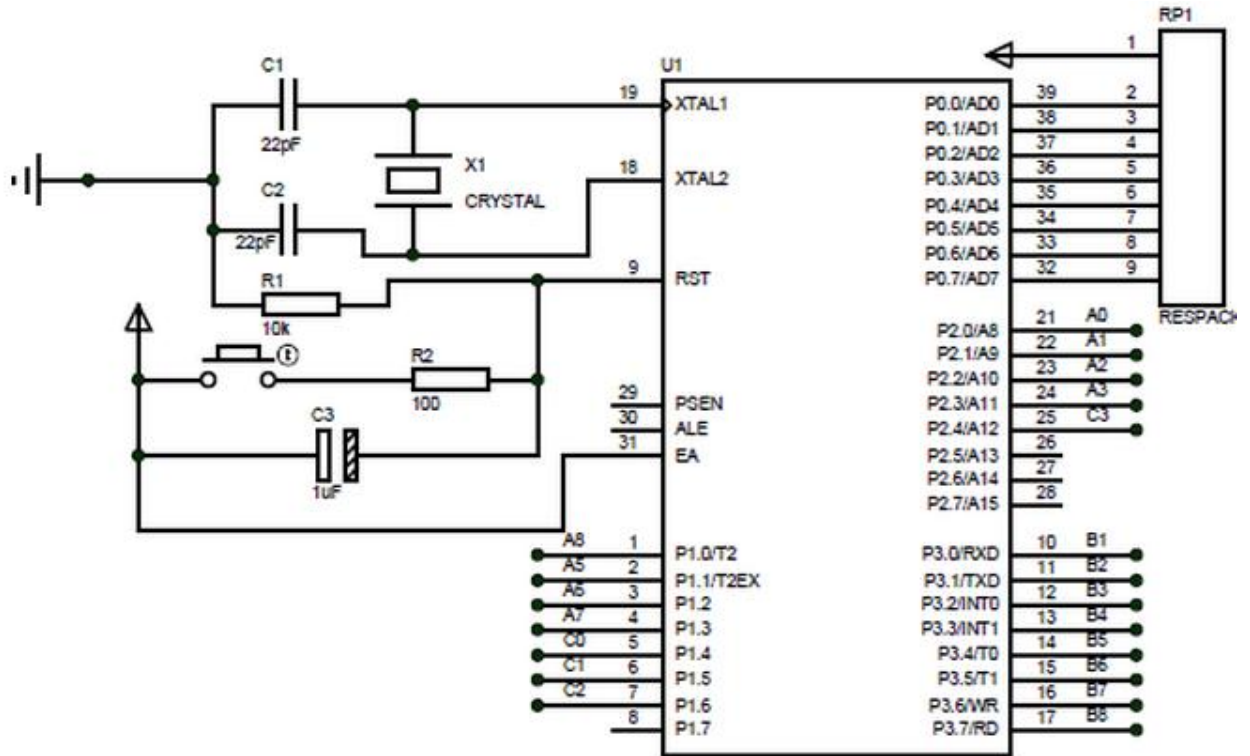 RP1
1
C1
U1
19
XTAL1
P0.0/AD0
39
2
38
P0.1/AD1
3
22pF
37
P0.2/AD2
4
X1
18
XTAL2
36
P0.3/AD3
5
C2
CRYSTAL
35
P0.4/AD4
6
34
P0.5/AD5
7
22pF
33
P0.6/AD6
8
R1
9
RST
32
P0.7/AD7
9
10k
P2.0/A8
21
A0
RESPACK
P2.1/A9
22
A1
R2
P2.2/A10
23
A2
100
29
PSEN
P2.3/A11
24
A3
C3
30
ALE
P2.4/A12
25
C3
31
EA
P2.5/A13
26
P2.6/A14
27
1uF
P2.7/A15
28
A8
1
P1.0/T2
P3.0/RXD
10
B1
A5
2
P1.1/T2EX
P3.1/TXD
11
B2
A6
3
P1.2
P3.2/INT0
12
B3
A7
4
P1.3
P3.3/INT1
13
B4
C0
5
P1.4
P3.4/T0
14
B5
C1
6
P1.5
P3.5/T1
15
B6
C2
7
P1.6
P3.6/WR
16
B7
8
P1.7
P3.7/RD
17
B8